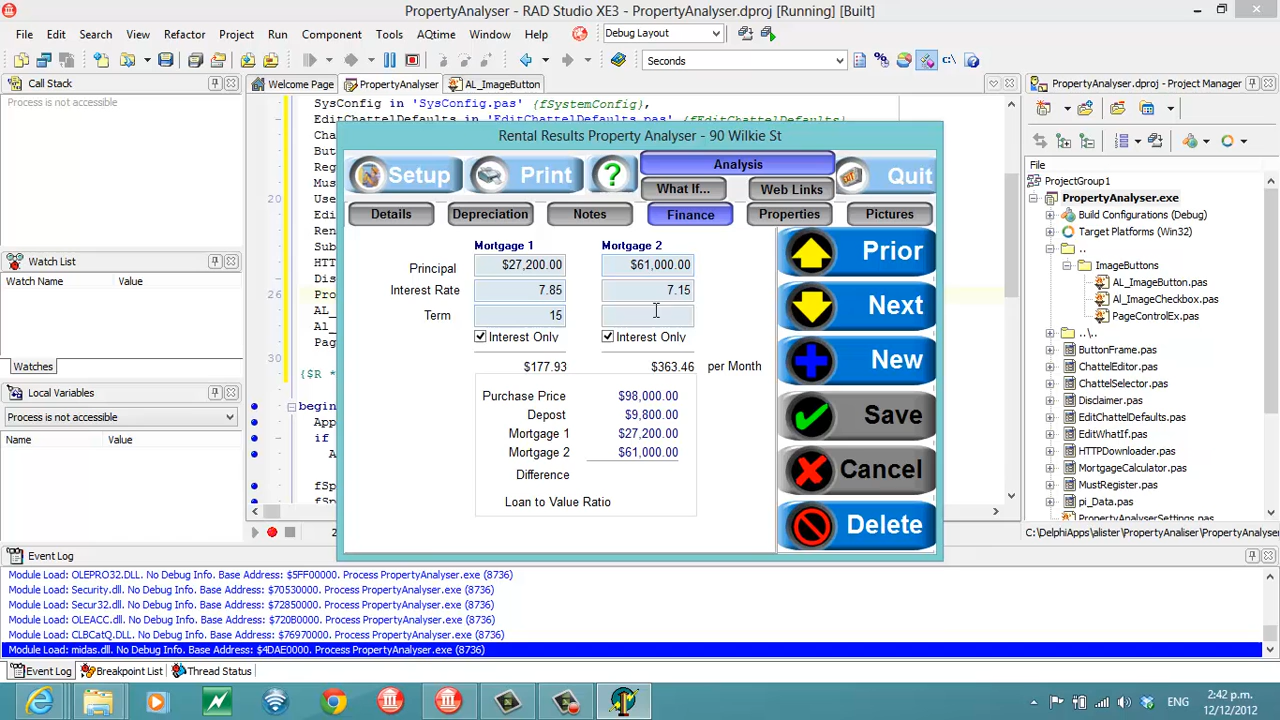 PropertyAnalyser - RAD Studio XE3 - PropertyAnalyser.dproj [Running] [Built]
File Edit Search View Refactor Project Run Component Tools AQtime Window Help Debug Layout
Seconds
Call Stack
Process is not accessible
Welcome Page PropertyAnalyser AL_ImageButton
PropertyAnalyser.dproj - Project Manager
SysConfig in 'SysConfig.pas' {fSystemConfig},
EditChattelDefaults in 'EditChattelDefaults.pas' {fEditChattelDefaults}
Rental Results Property Analyser - 90 Wilkie St
Setup Print ? Analysis Quit
What If... Web Links
Details Depreciation Notes Finance Properties Pictures
Mortgage 1 Mortgage 2
Principal $27,200.00 $61,000.00
Interest Rate 7.85 7.15
Term 15
Interest Only Interest Only
$177.93 $363.46 per Month
Purchase Price $98,000.00
Depost $9,800.00
Mortgage 1 $27,200.00
Mortgage 2 $61,000.00
Difference
Loan to Value Ratio
Prior
Next
New
Save
Cancel
Delete
20
26
30
{$R *
begin
App
if
A
fSp
Watch List
Watch Name Value
Watches
Local Variables
Process is not accessible
Name Value
File
ProjectGroup1
PropertyAnalyser.exe
Build Configurations (Debug)
Target Platforms (Win32)
..
ImageButtons
AL_ImageButton.pas
Al_ImageCheckbox.pas
PageControlEx.pas
..\..
ButtonFrame.pas
ChattelEditor.pas
ChattelSelector.pas
Disclaimer.pas
EditChattelDefaults.pas
EditWhatIf.pas
HTTPDownloader.pas
MortgageCalculator.pas
MustRegister.pas
pi_Data.pas
PropertyAnalyserSettings.pas
C:\DelphiApps\alister\PropertyAnalyser\PropertyAnalyser
Event Log
Module Load: OLEPRO32.DLL. No Debug Info. Base Address: $5FF00000. Process PropertyAnalyser.exe (8736)
Module Load: Security.dll. No Debug Info. Base Address: $70530000. Process PropertyAnalyser.exe (8736)
Module Load: Secur32.dll. No Debug Info. Base Address: $72850000. Process PropertyAnalyser.exe (8736)
Module Load: OLEACC.dll. No Debug Info. Base Address: $720B0000. Process PropertyAnalyser.exe (8736)
Module Load: CLBCatQ.DLL. No Debug Info. Base Address: $76970000. Process PropertyAnalyser.exe (8736)
Module Load: midas.dll. No Debug Info. Base Address: $4DAE0000. Process PropertyAnalyser.exe (8736)
Event Log Breakpoint List Thread Status
ENG
2:42 p.m.
12/12/2012